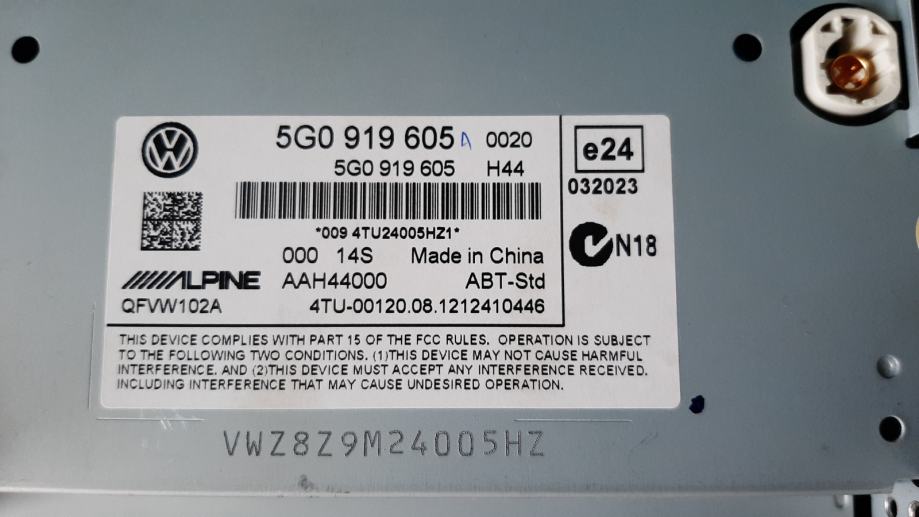 5G0 919 605 A 0020
5G0 919 605 H44
*009 4TU24005HZ1*
000 14S Made in China
ALPINE AAH44000 ABT-Std
QFVW102A 4TU-00120.08.1212410446
e24
032023
N18
THIS DEVICE COMPLIES WITH PART 15 OF THE FCC RULES. OPERATION IS SUBJECT
TO THE FOLLOWING TWO CONDITIONS. (1)THIS DEVICE MAY NOT CAUSE HARMFUL
INTERFERENCE. AND (2)THIS DEVICE MUST ACCEPT ANY INTERFERENCE RECEIVED.
INCLUDING INTERFERENCE THAT MAY CAUSE UNDESIRED OPERATION.
VWZ8Z9M24005HZ